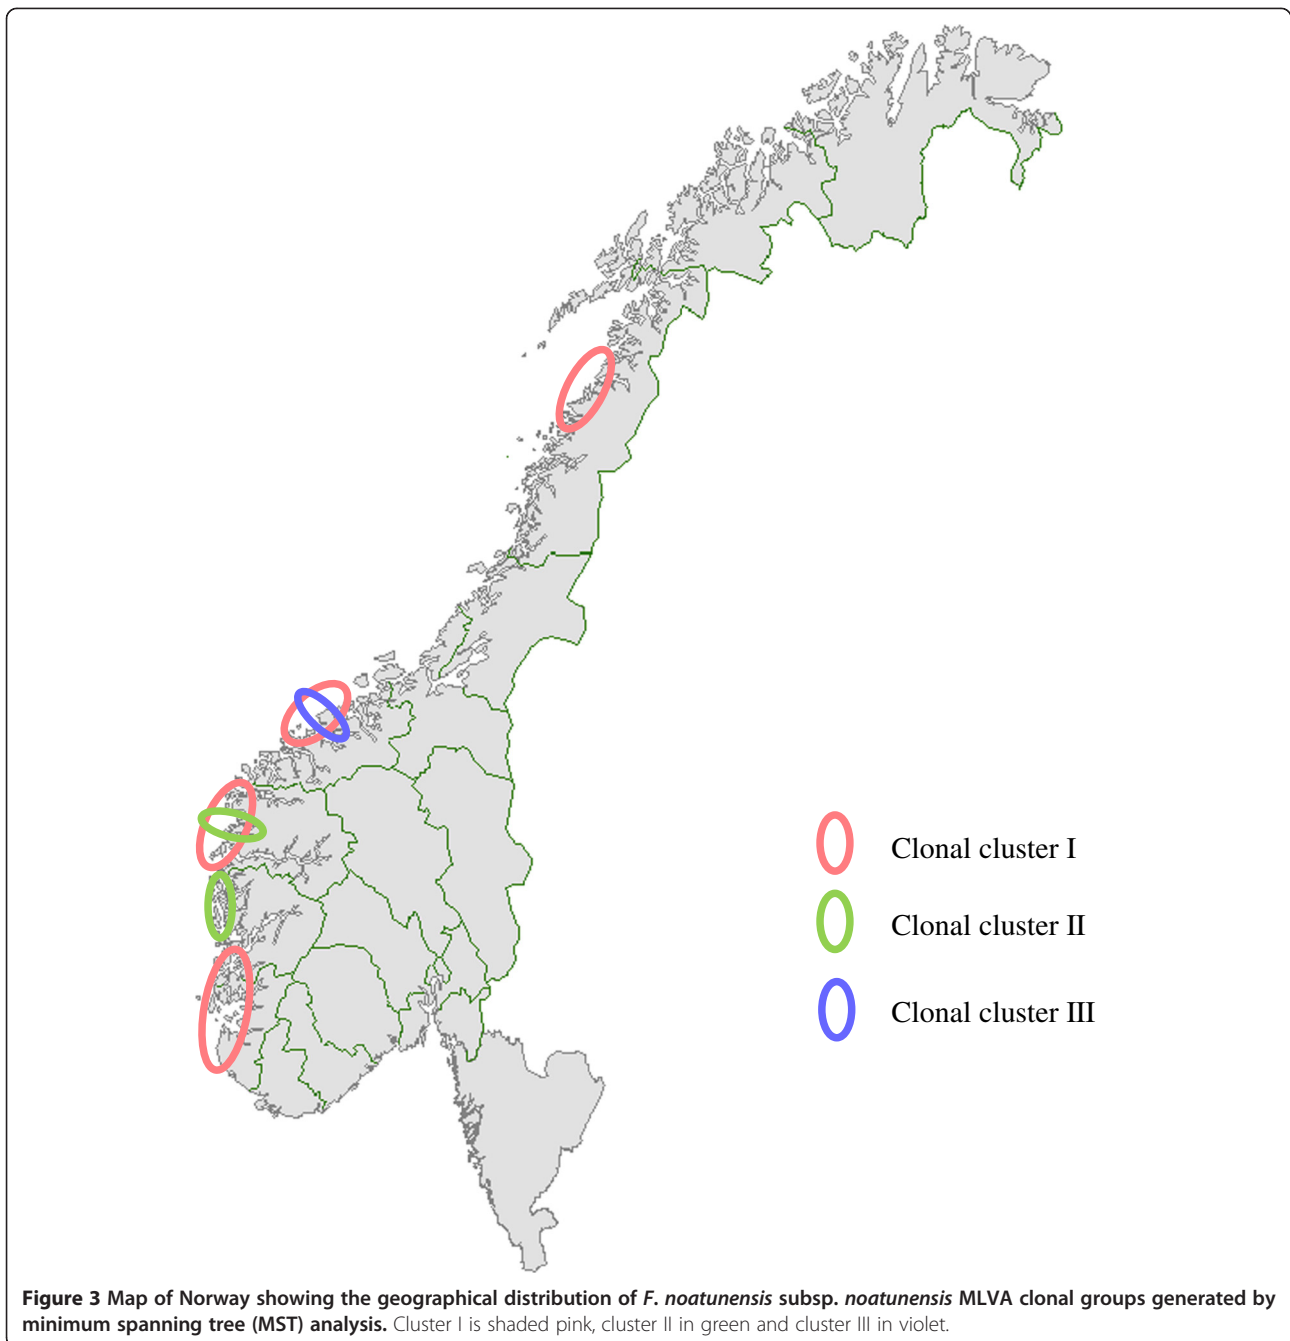 Clonal cluster I
Clonal cluster II
Clonal cluster III
Figure 3 Map of Norway showing the geographical distribution of F. noatunensis subsp. noatunensis MLVA clonal groups generated by
minimum spanning tree (MST) analysis. Cluster I is shaded pink, cluster II in green and cluster III in violet.